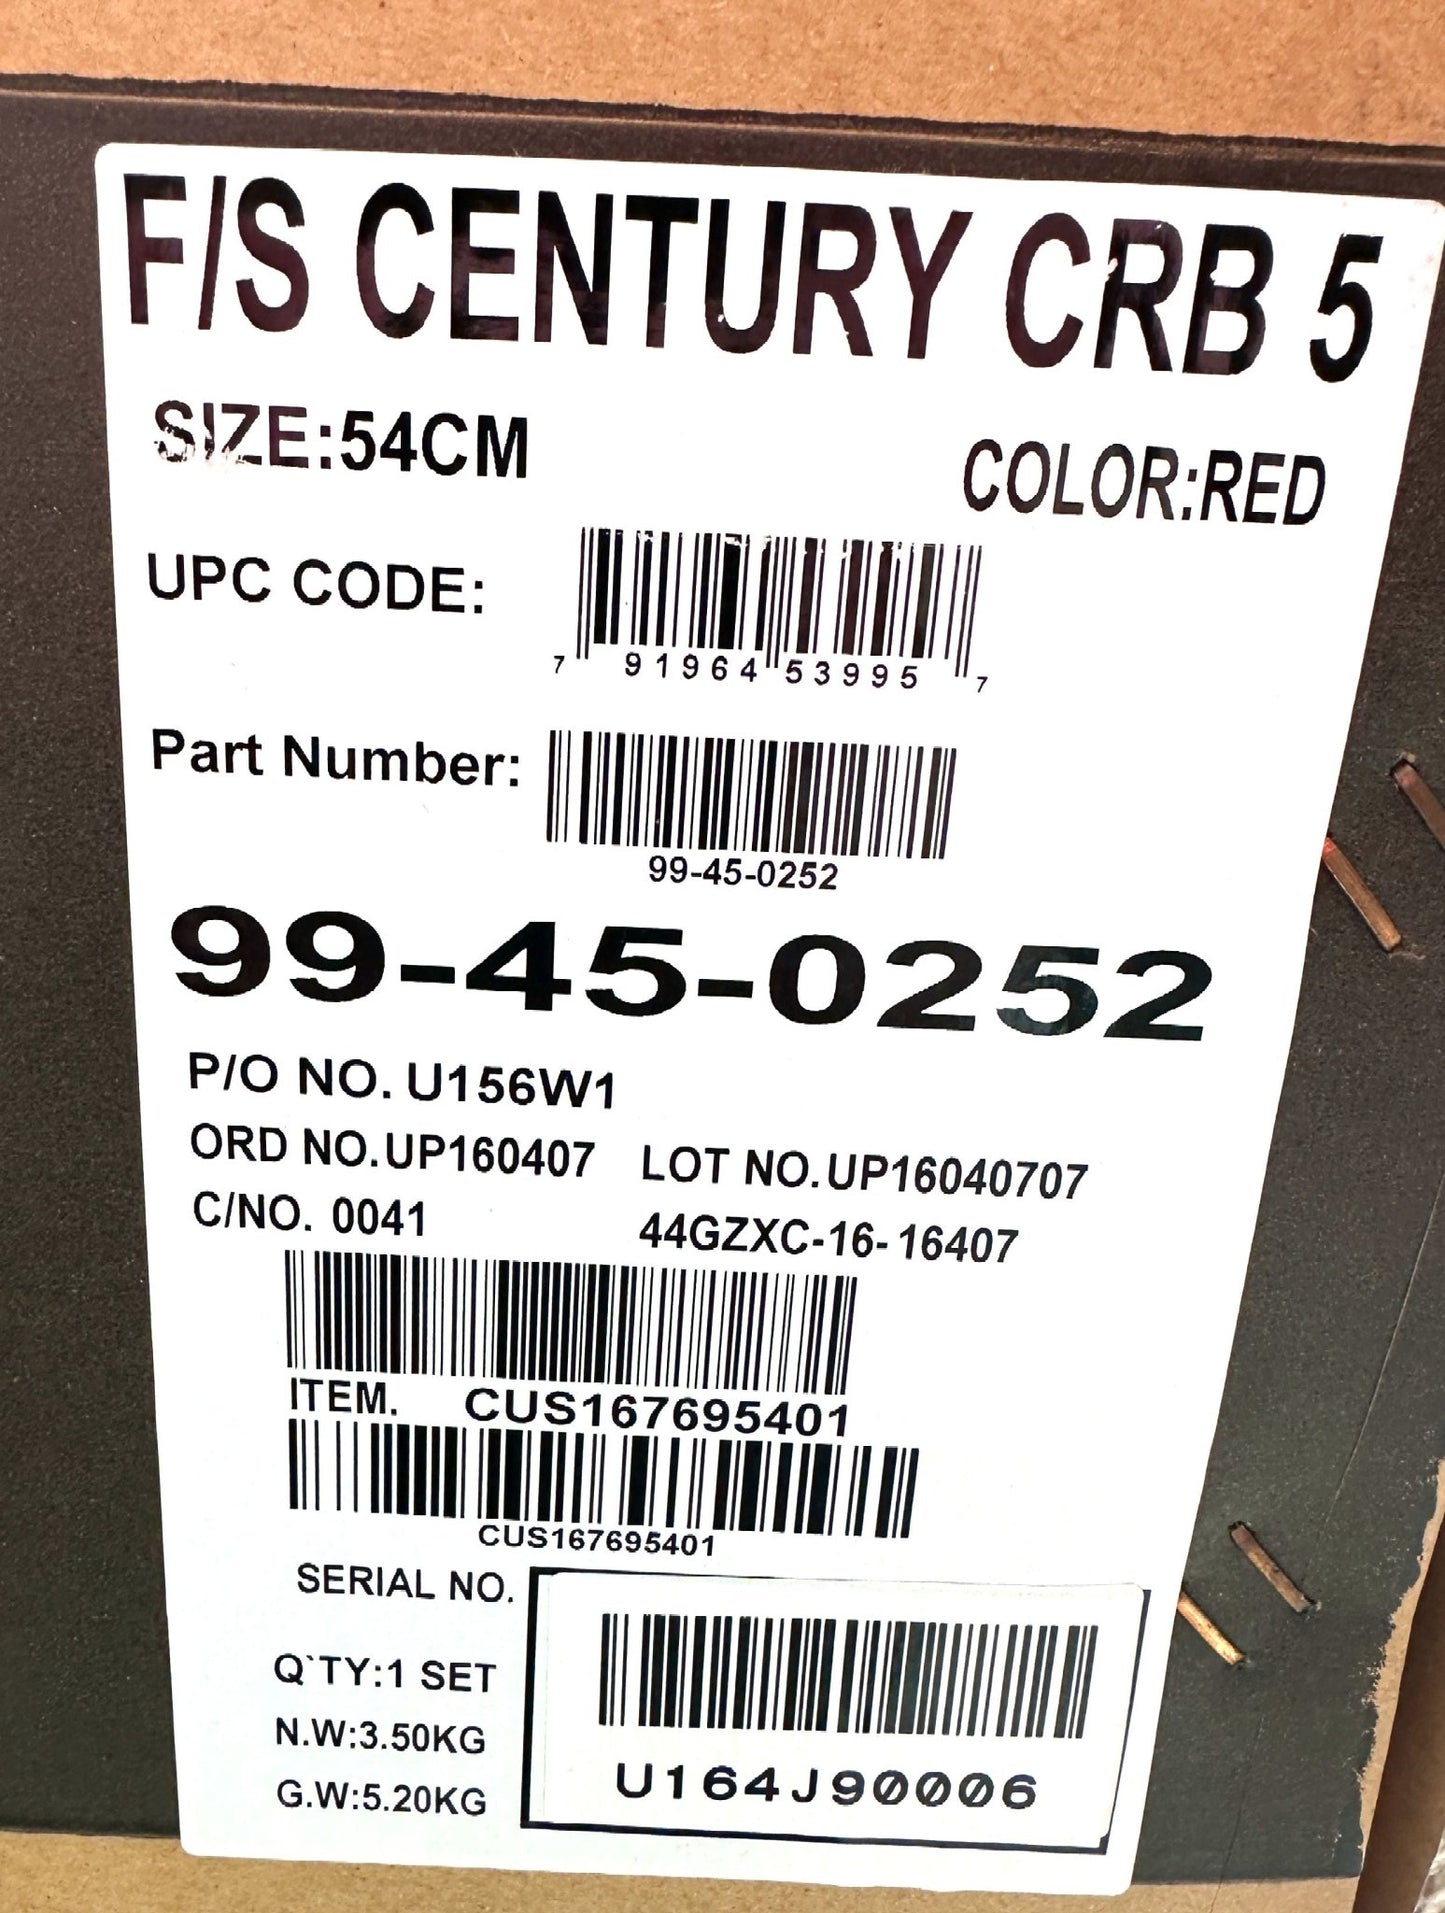 F/S CENTURY CRB 5
SIZE:54CM
COLOR:RED
UPC CODE:
7 91964 53995 7
Part Number:
99-45-0252
99-45-0252
P/O NO. U156W1
ORD NO.UP160407 LOT NO.UP16040707
C/NO. 0041 44GZXC-16-16407
ITEM. CUS167695401
CUS167695401
SERIAL NO.
Q`TY:1 SET
N.W:3.50KG
G.W:5.20KG
U164J90006